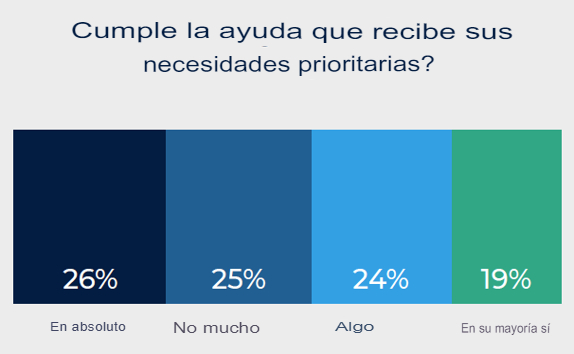 Cumple la ayuda que recibe sus
necesidades prioritarias?
26% 25% 24% 19%
En absoluto No mucho Algo En su mayoría sí